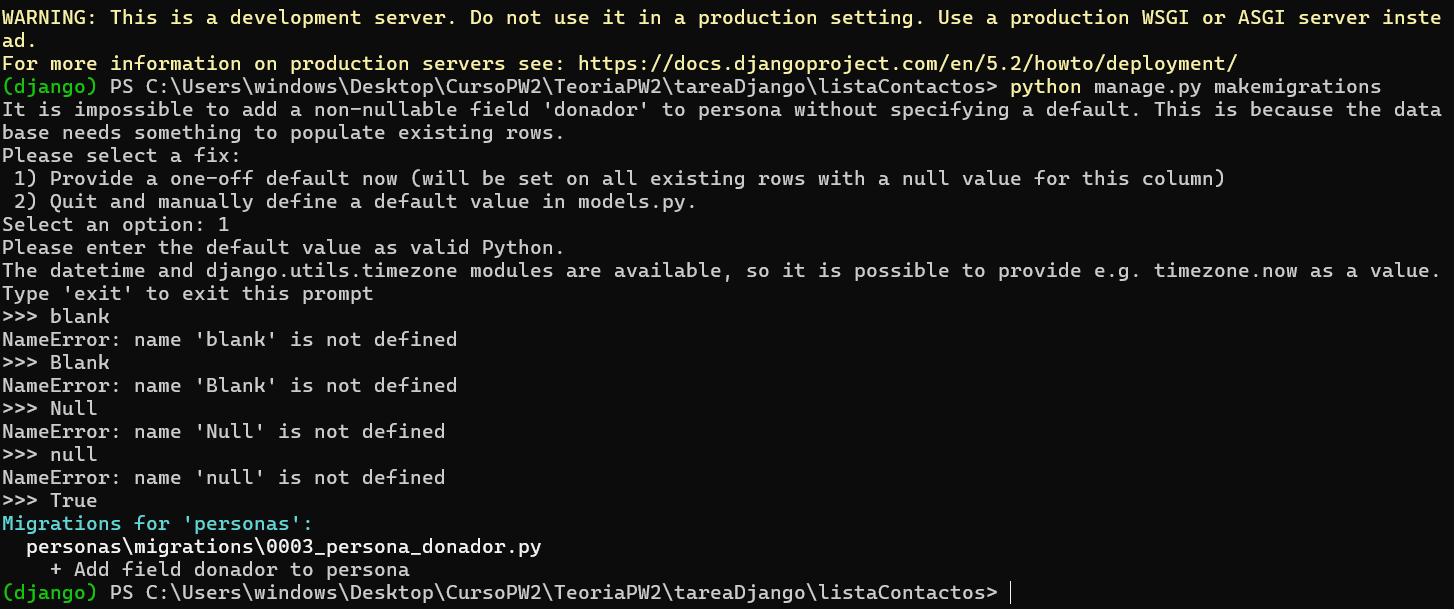 WARNING: This is a development server. Do not use it in a production setting. Use a production WSGI or ASGI server inste
ad.
For more information on production servers see: https://docs.djangoproject.com/en/5.2/howto/deployment/
(django) PS C:\Users\windows\Desktop\CursoPW2\TeoriaPW2\tareaDjango\listaContactos> python manage.py makemigrations
It is impossible to add a non-nullable field 'donador' to persona without specifying a default. This is because the data
base needs something to populate existing rows.
Please select a fix:
 1) Provide a one-off default now (will be set on all existing rows with a null value for this column)
 2) Quit and manually define a default value in models.py.
Select an option: 1
Please enter the default value as valid Python.
The datetime and django.utils.timezone modules are available, so it is possible to provide e.g. timezone.now as a value.
Type 'exit' to exit this prompt
>>> blank
NameError: name 'blank' is not defined
>>> Blank
NameError: name 'Blank' is not defined
>>> Null
NameError: name 'Null' is not defined
>>> null
NameError: name 'null' is not defined
>>> True
Migrations for 'personas':
  personas\migrations\0003_persona_donador.py
    + Add field donador to persona
(django) PS C:\Users\windows\Desktop\CursoPW2\TeoriaPW2\tareaDjango\listaContactos>